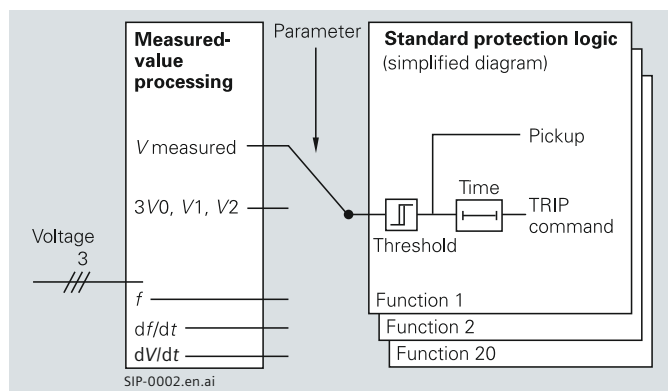 Measured-
value
processing
Parameter
Standard protection logic
(simplified diagram)
V measured
Pickup
3V0, V1, V2
Time
TRIP
command
Voltage
3
Threshold
f
Function 1
df/dt
Function 2
dV/dt
Function 20
SIP-0002.en.ai